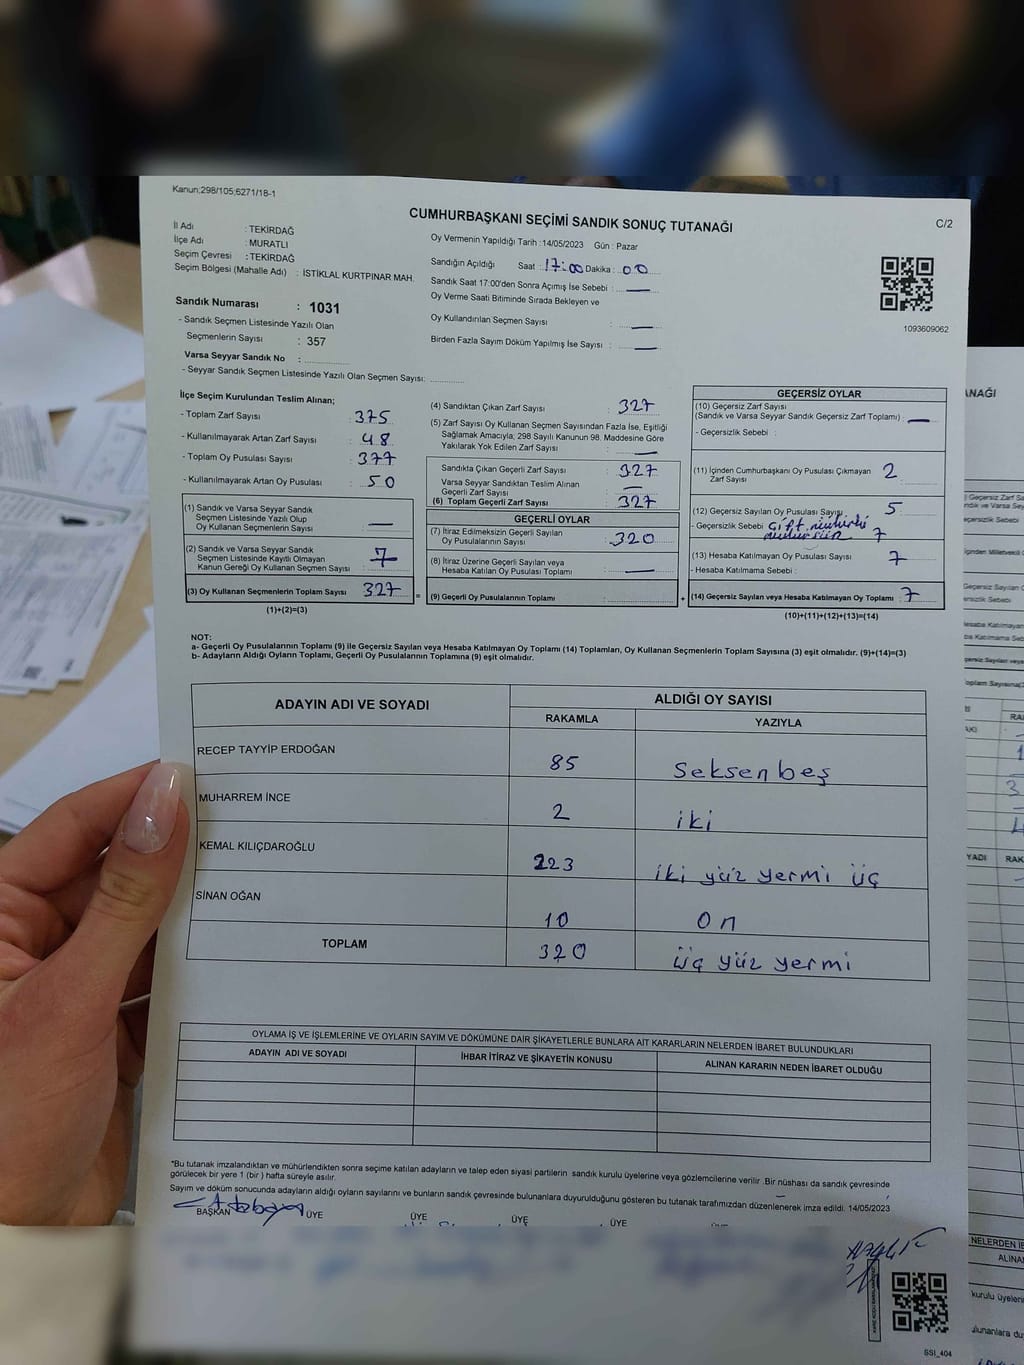 Kanun:298/105;6271/18-1
CUMHURBAŞKANI SEÇİMİ SANDIK SONUÇ TUTANAĞI
C/2
İl Adı : TEKİRDAĞ
İlçe Adı : MURATLI
Seçim Çevresi : TEKİRDAĞ
Seçim Bölgesi (Mahalle Adı) : İSTİKLAL KURTPINAR MAH.
Sandık Numarası : 1031
- Sandık Seçmen Listesinde Yazılı Olan
Seçmenlerin Sayısı : 357
Varsa Seyyar Sandık No :
- Seyyar Sandık Seçmen Listesinde Yazılı Olan Seçmen Sayısı:
Oy Vermenin Yapıldığı Tarih :14/05/2023 Gün : Pazar
Sandığın Açıldığı Saat : 17:00 Dakika : 00
Sandık Saat 17:00'den Sonra Açımış İse Sebebi : —
Oy Verme Saati Bitiminde Sırada Bekleyen ve
Oy Kullandırılan Seçmen Sayısı : —
Birden Fazla Sayım Döküm Yapılmış İse Sayısı : —
1093609062
İlçe Seçim Kurulundan Teslim Alınan;
- Toplam Zarf Sayısı : 375
- Kullanılmayarak Artan Zarf Sayısı : 48
- Toplam Oy Pusulası Sayısı : 377
- Kullanılmayarak Artan Oy Pusulası : 50
(1) Sandık ve Varsa Seyyar Sandık
Seçmen Listesinde Yazılı Olup
Oy Kullanan Seçmenlerin Sayısı : —
(2) Sandık ve Varsa Seyyar Sandık
Seçmen Listesinde Kayıtlı Olmayan
Kanun Gereği Oy Kullanan Seçmen Sayısı : 7
(3) Oy Kullanan Seçmenlerin Toplam Sayısı 327
(1)+(2)=(3)
(4) Sandıktan Çıkan Zarf Sayısı : 327
(5) Zarf Sayısı Oy Kullanan Seçmen Sayısından Fazla İse, Eşitliği
Sağlamak Amacıyla; 298 Sayılı Kanunun 98. Maddesine Göre
Yakılarak Yok Edilen Zarf Sayısı : —
Sandıkla Çıkan Geçerli Zarf Sayısı : 327
Varsa Seyyar Sandıktan Teslim Alınan
Geçerli Zarf Sayısı : —
(6) Toplam Geçerli Zarf Sayısı : 327
GEÇERLİ OYLAR
(7) İtiraz Edilmeksizin Geçerli Sayılan
Oy Pusulalarının Sayısı : 320
(8) İtiraz Üzerine Geçerli Sayılan veya
Hesaba Katılan Oy Pusulası Toplamı : —
= (9) Geçerli Oy Pusulalarının Toplamı : +
GEÇERSİZ OYLAR
(10) Geçersiz Zarf Sayısı
(Sandık ve Varsa Seyyar Sandık Geçersiz Zarf Toplamı) : —
- Geçersizlik Sebebi :
(11) İçinden Cumhurbaşkanı Oy Pusulası Çıkmayan 2
Zarf Sayısı :
(12) Geçersiz Sayılan Oy Pusulası Sayısı : 5
- Geçersizlik Sebebi : Çift mühürlü
mühürsüz 7
(13) Hesaba Katılmayan Oy Pusulası Sayısı : 7
- Hesaba Katılmama Sebebi :
(14) Geçersiz Sayılan veya Hesaba Katılmayan Oy Toplamı : 7
(10)+(11)+(12)+(13)=(14)
NOT:
a- Geçerli Oy Pusulalarının Toplamı (9) ile Geçersiz Sayılan veya Hesaba Katılmayan Oy Toplamı (14) Toplamları, Oy Kullanan Seçmenlerin Toplam Sayısına (3) eşit olmalıdır. (9)+(14)=(3)
b- Adayların Aldığı Oyların Toplamı, Geçerli Oy Pusulalarının Toplamına (9) eşit olmalıdır.
ADAYIN ADI VE SOYADI
ALDIĞI OY SAYISI
RAKAMLA YAZIYLA
RECEP TAYYİP ERDOĞAN 85 Seksenbeş
MUHARREM İNCE 2 iki
KEMAL KILIÇDAROĞLU 223 iki yüz yermi üç
SİNAN OĞAN 10 On
TOPLAM 320 üç yüz yermi
OYLAMA İŞ VE İŞLEMLERİNE VE OYLARIN SAYIM VE DÖKÜMÜNE DAİR ŞİKAYETLERLE BUNLARA AİT KARARLARIN NELERDEN İBARET BULUNDUKLARI
ADAYIN ADI VE SOYADI İHBAR İTİRAZ VE ŞİKAYETİN KONUSU ALINAN KARARIN NEDEN İBARET OLDUĞU
*Bu tutanak imzalandıktan ve mühürlendikten sonra seçime katılan adayların ve talep eden siyasi partilerin sandık kurulu üyelerine veya gözlemcilerine verilir .Bir nüshası da sandık çevresinde
görülecek bir yere 1 (bir ) hafta süreyle asılır.
Sayım ve döküm sonucunda adayların aldığı oyların sayılarını ve bunların sandık çevresinde bulunanlara duyurulduğunu gösteren bu tutanak tarafımızdan düzenlenerek imza edildi. 14/05/2023
BAŞKAN ÜYE ÜYE ÜYE ÜYE
SSI_404